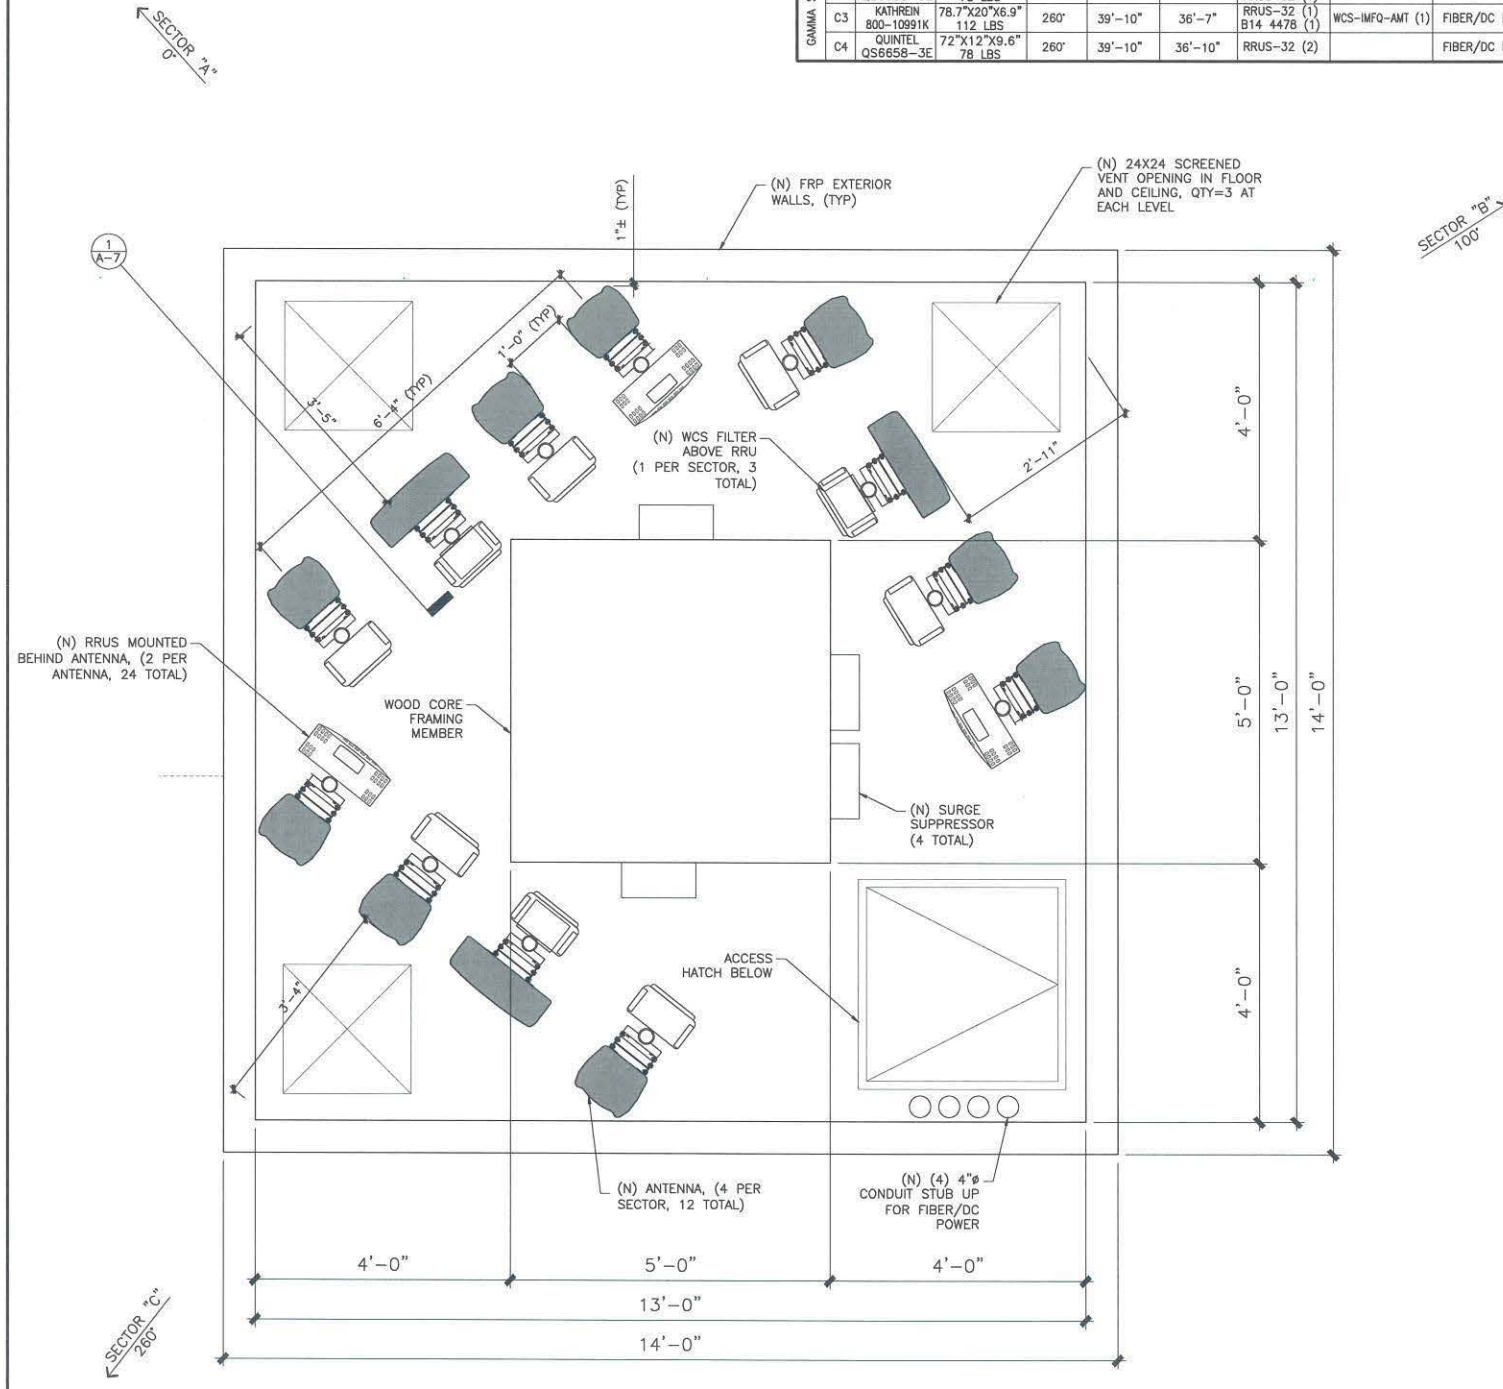 GAMMA
C3 KATHREIN 800-10991K 78.7"X20"X6.9" 112 LBS 260° 39'-10" 36'-7" RRUS-32 (1) B14 4478 (1) WCS-IMFQ-AMT (1) FIBER/DC
C4 QUINTEL QS6658-3E 72"X12"X9.6" 78 LBS 260° 39'-10" 36'-10" RRUS-32 (2) FIBER/DC
SECTOR "A"
0°
(N) FRP EXTERIOR
WALLS, (TYP)
(N) 24X24 SCREENED
VENT OPENING IN FLOOR
AND CEILING, QTY=3 AT
EACH LEVEL
SECTOR "B"
100°
1"± (TYP)
1
A-7
1'-0" (TYP)
6'-4" (TYP)
3'-5"
(N) WCS FILTER
ABOVE RRU
(1 PER SECTOR, 3
TOTAL)
2'-11"
4'-0"
(N) RRUS MOUNTED
BEHIND ANTENNA, (2 PER
ANTENNA, 24 TOTAL)
WOOD CORE
FRAMING
MEMBER
5'-0"
13'-0"
14'-0"
(N) SURGE
SUPPRESSOR
(4 TOTAL)
ACCESS
HATCH BELOW
3'-4"
4'-0"
(N) ANTENNA, (4 PER
SECTOR, 12 TOTAL)
(N) (4) 4"ø
CONDUIT STUB UP
FOR FIBER/DC
POWER
4'-0"
5'-0"
4'-0"
13'-0"
14'-0"
SECTOR "C"
260°